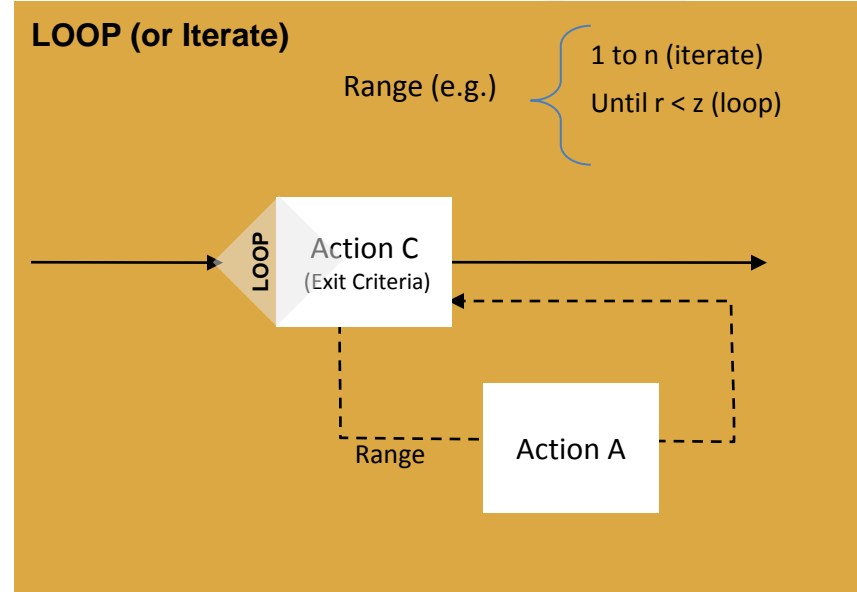 LOOP (or Iterate)
Range (e.g.)
1 to n (iterate)
Until r < z (loop)
LOOP
Action C
(Exit Criteria)
Range
Action A